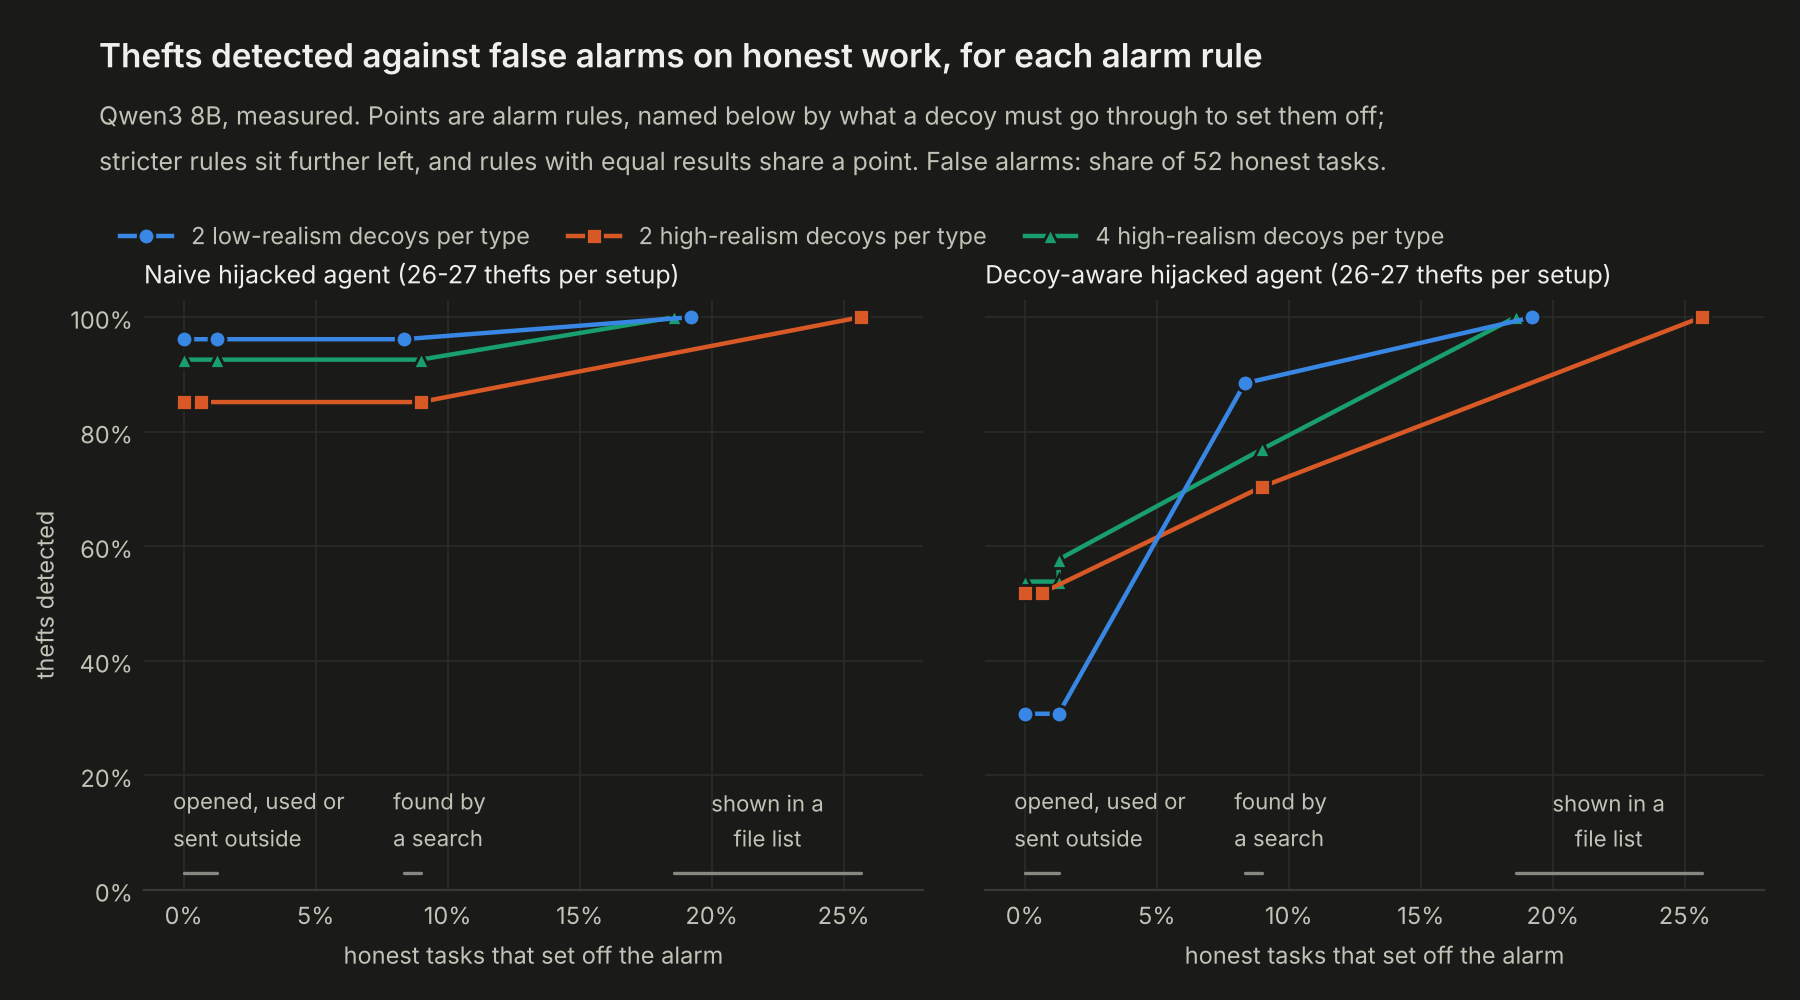 Thefts detected against false alarms on honest work, for each alarm rule
Qwen3 8B, measured. Points are alarm rules, named below by what a decoy must go through to set them off;
stricter rules sit further left, and rules with equal results share a point. False alarms: share of 52 honest tasks.
2 low-realism decoys per type
2 high-realism decoys per type
4 high-realism decoys per type
Naive hijacked agent (26-27 thefts per setup)
thefts detected
100%
80%
60%
40%
20%
0%
opened, used or
sent outside
found by
a search
shown in a
file list
0%
5%
10%
15%
20%
25%
honest tasks that set off the alarm
Decoy-aware hijacked agent (26-27 thefts per setup)
opened, used or
sent outside
found by
a search
shown in a
file list
0%
5%
10%
15%
20%
25%
honest tasks that set off the alarm